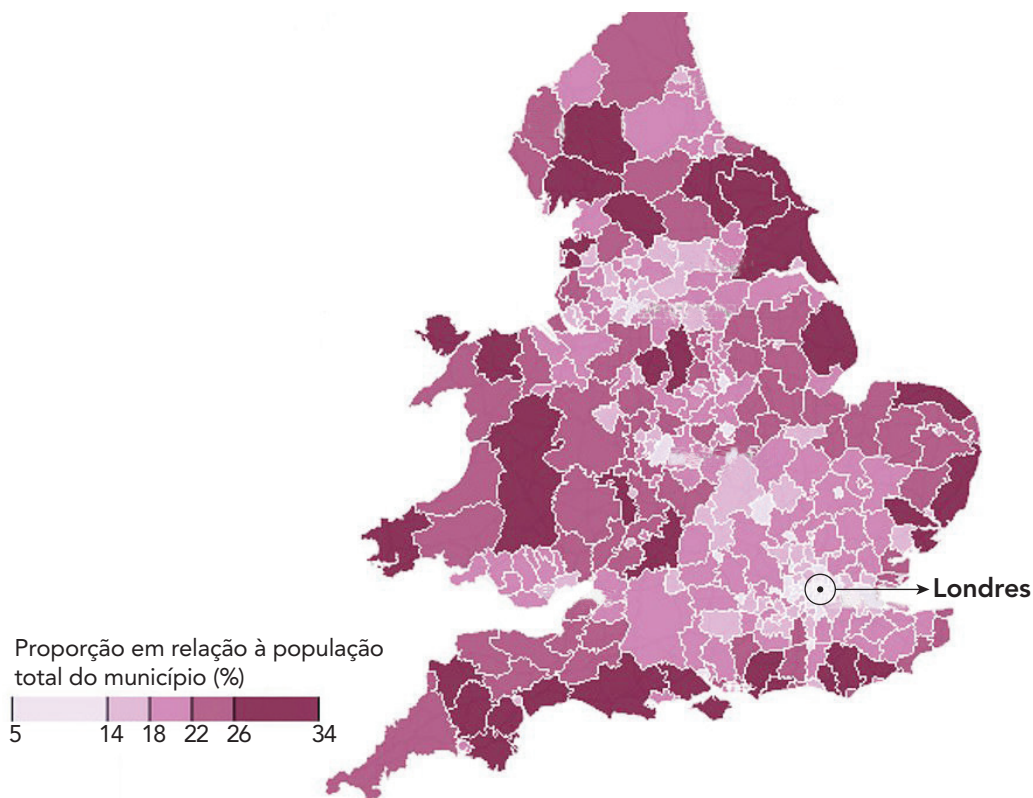 Londres
Proporção em relação à população
total do município (%)
5 14 18 22 26 34